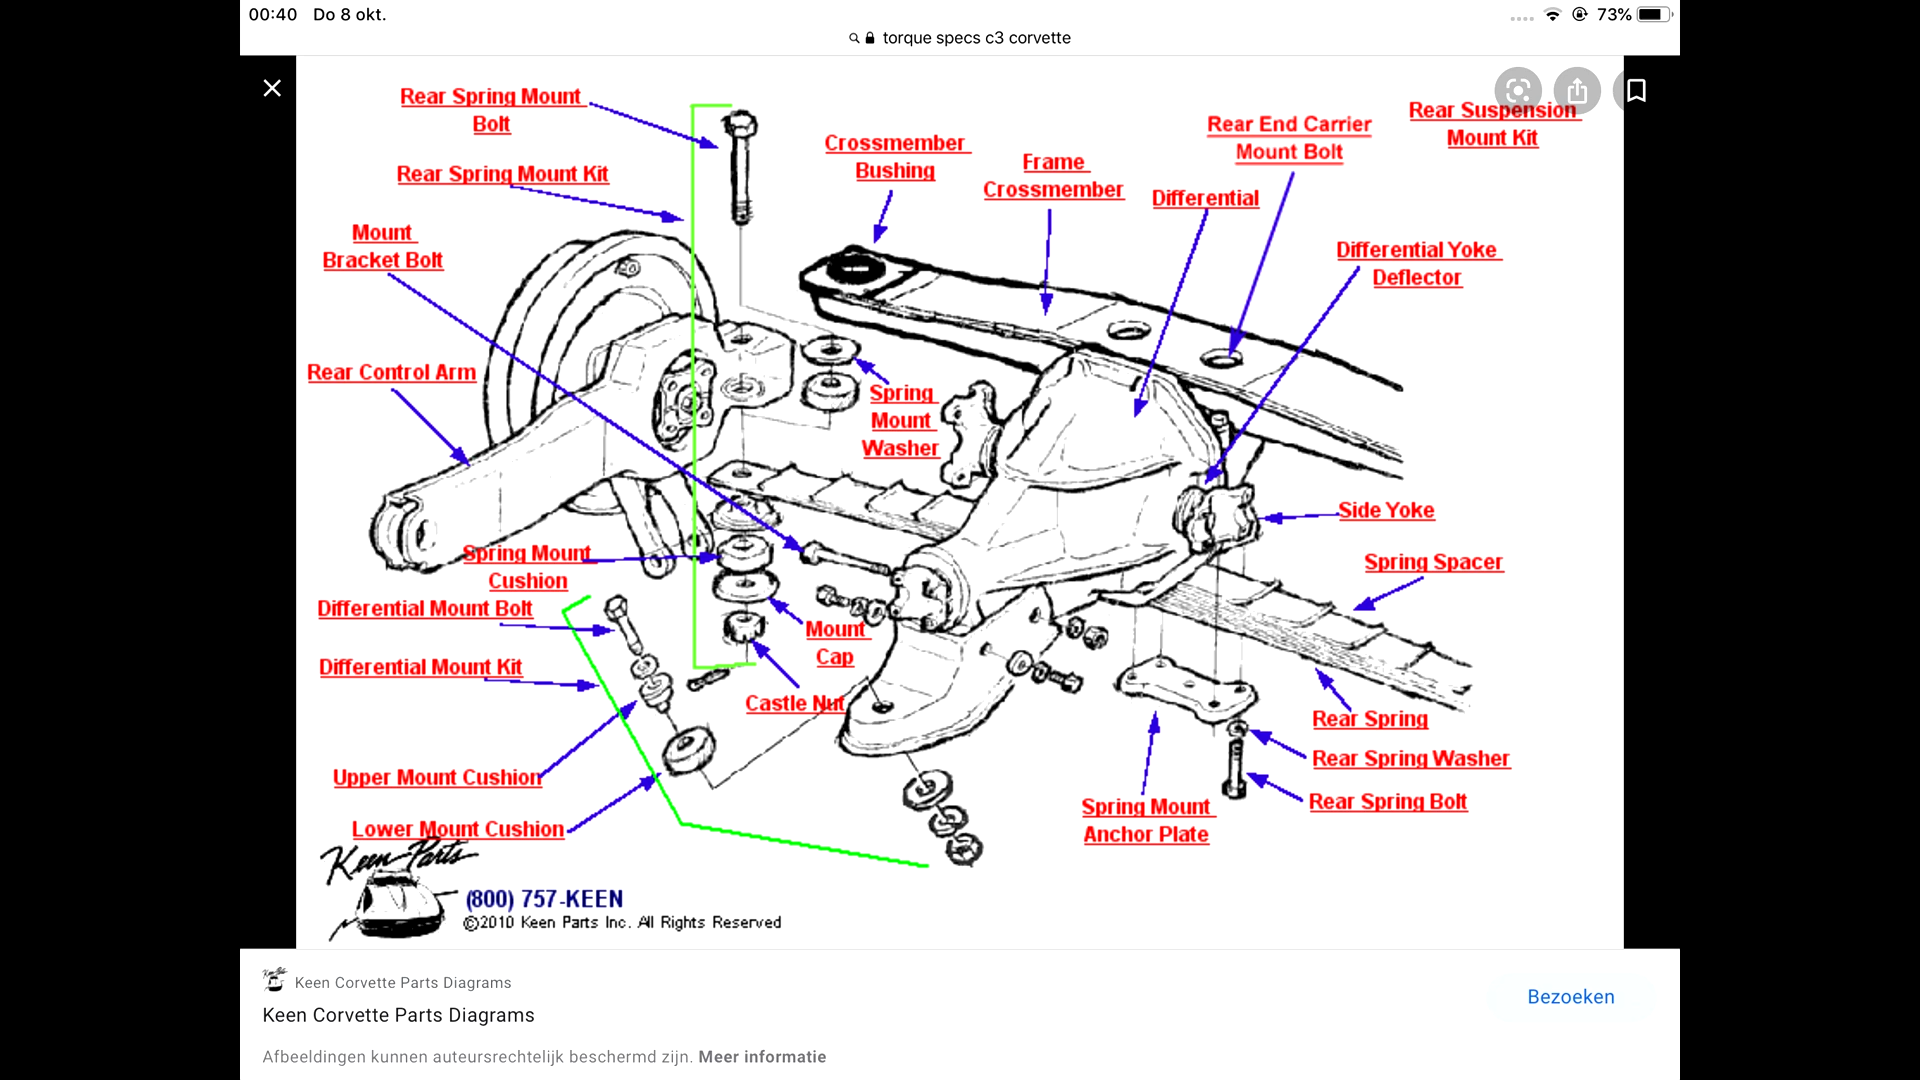 00:40 Do 8 okt.
73%
torque specs c3 corvette
Rear Spring Mount
Bolt
Rear Spring Mount Kit
Mount
Bracket Bolt
Rear Control Arm
Crossmember
Bushing
Frame
Crossmember
Rear End Carrier
Mount Bolt
Differential
Rear Suspension
Mount Kit
Differential Yoke
Deflector
Spring
Mount
Washer
Side Yoke
Spring Spacer
Spring Mount
Cushion
Differential Mount Bolt
Differential Mount Kit
Mount
Cap
Castle Nut
Upper Mount Cushion
Lower Mount Cushion
Rear Spring
Rear Spring Washer
Rear Spring Bolt
Spring Mount
Anchor Plate
Keen Parts
(800) 757-KEEN
©2010 Keen Parts Inc. All Rights Reserved
Keen Corvette Parts Diagrams
Keen Corvette Parts Diagrams
Bezoeken
Afbeeldingen kunnen auteursrechtelijk beschermd zijn. Meer informatie